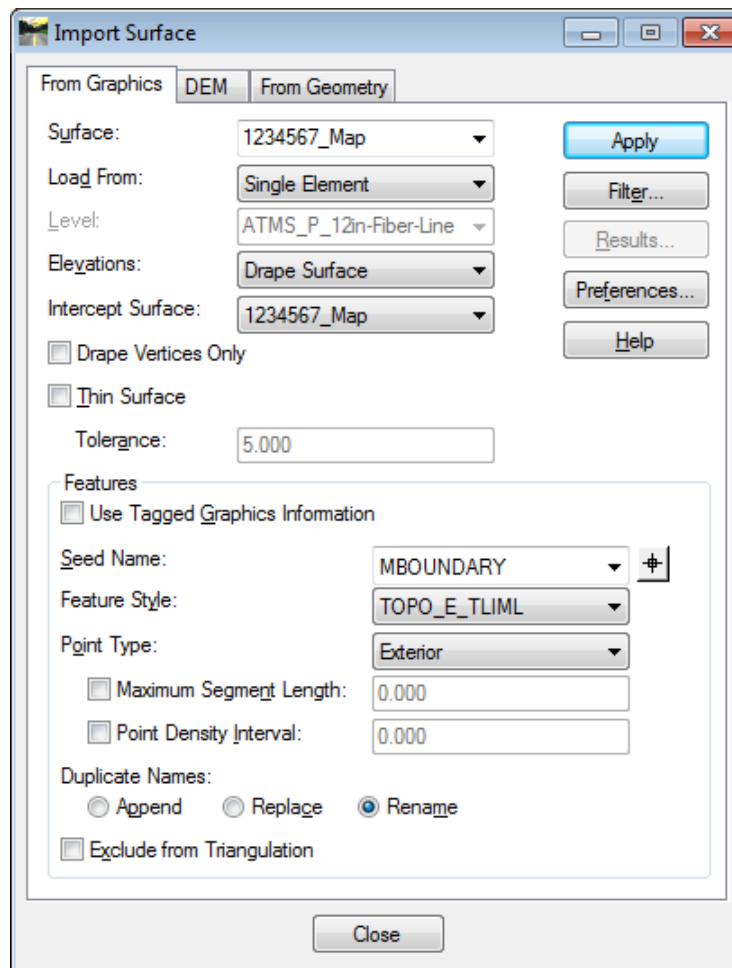 Import Surface
From Graphics DEM From Geometry
Surface: 1234567_Map Apply
Load From: Single Element Filter...
Level: ATMS_P_12in-Fiber-Line Results...
Elevations: Drape Surface
Intercept Surface: 1234567_Map Preferences...
Drape Vertices Only Help
Thin Surface
Tolerance: 5.000
Features
Use Tagged Graphics Information
Seed Name: MBOUNDARY
Feature Style: TOPO_E_TLIML
Point Type: Exterior
Maximum Segment Length: 0.000
Point Density Interval: 0.000
Duplicate Names:
Append Replace Rename
Exclude from Triangulation
Close